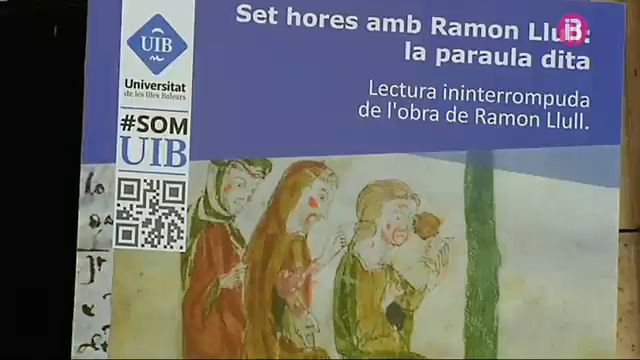 Set hores amb Ramon Llull:
la paraula dita
Lectura ininterrompuda
de l'obra de Ramon Llull.
UIB
Universitat
de les Illes Balears
#SOM
UIB